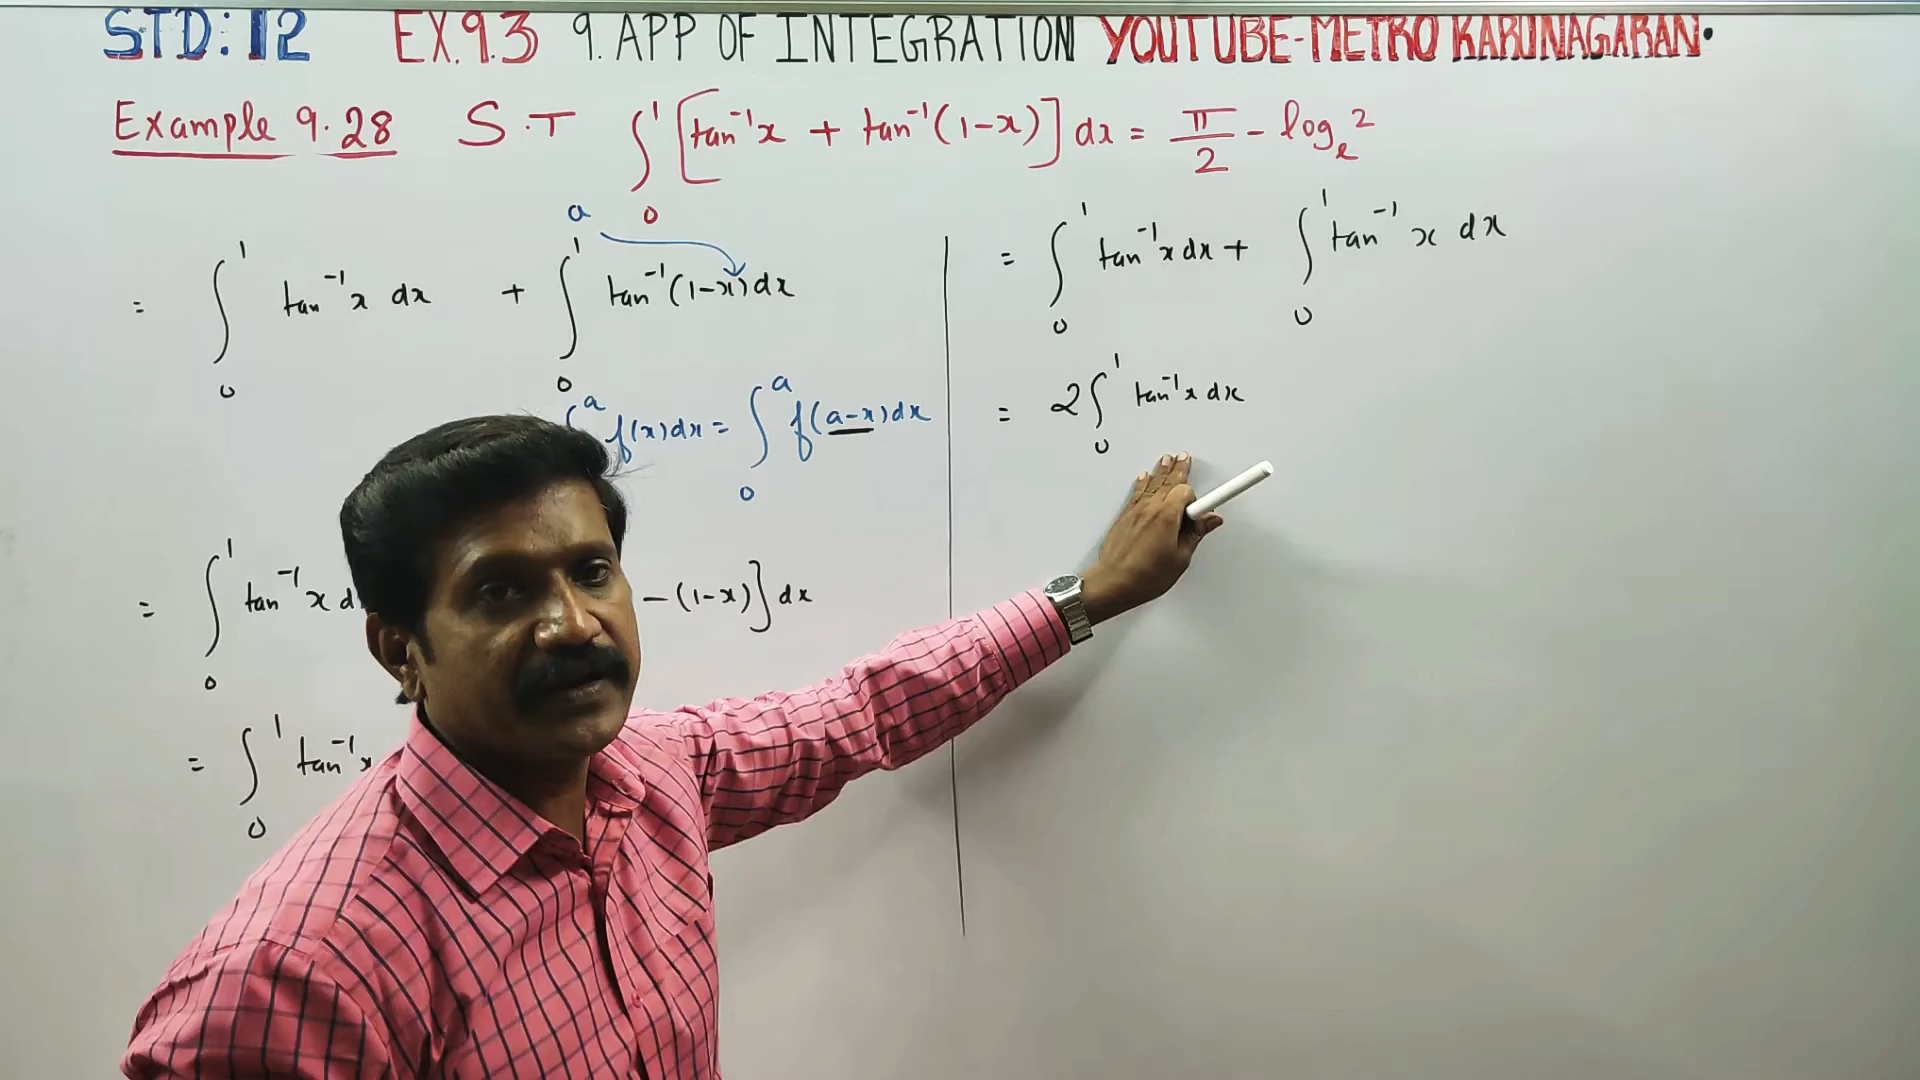 STD: 12 EX.9.3 9. APP OF INTEGRATION YOUTUBE-METRO KARUNAGARAN.
Example 9.28 S.T ∫₀¹ [tan⁻¹x + tan⁻¹(1-x)] dx = π/2 - logₑ2
= ∫₀¹ tan⁻¹x dx + ∫₀¹ tan⁻¹(1-x) dx
a
∫ᵃ f(x)dx = ∫₀ᵃ f(a-x)dx
= ∫₀¹ tan⁻¹x d
- (1-x)] dx
= ∫₀¹ tan⁻¹x
= ∫₀¹ tan⁻¹x dx + ∫₀¹ tan⁻¹x dx
= 2∫₀¹ tan⁻¹x dx